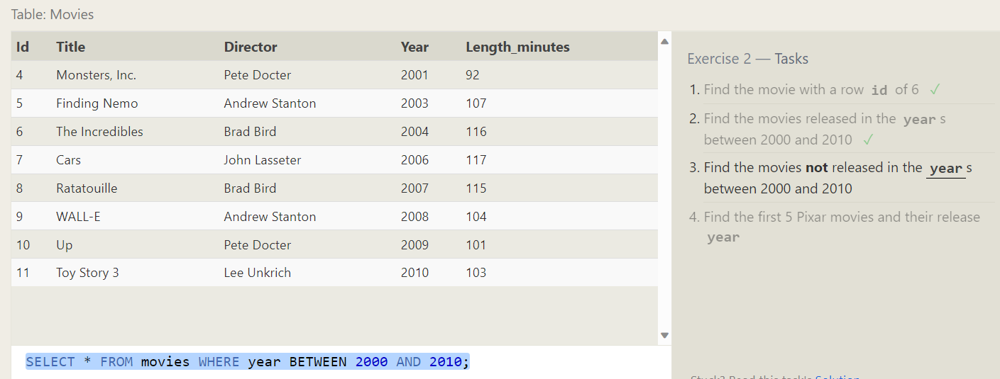 Table: Movies
Id Title Director Year Length_minutes
4 Monsters, Inc. Pete Docter 2001 92
5 Finding Nemo Andrew Stanton 2003 107
6 The Incredibles Brad Bird 2004 116
7 Cars John Lasseter 2006 117
8 Ratatouille Brad Bird 2007 115
9 WALL-E Andrew Stanton 2008 104
10 Up Pete Docter 2009 101
11 Toy Story 3 Lee Unkrich 2010 103
SELECT * FROM movies WHERE year BETWEEN 2000 AND 2010;
Exercise 2 — Tasks
1. Find the movie with a row id of 6 ✓
2. Find the movies released in the year s
between 2000 and 2010 ✓
3. Find the movies not released in the year s
between 2000 and 2010
4. Find the first 5 Pixar movies and their release
year
Stuck? Read this task's Solution